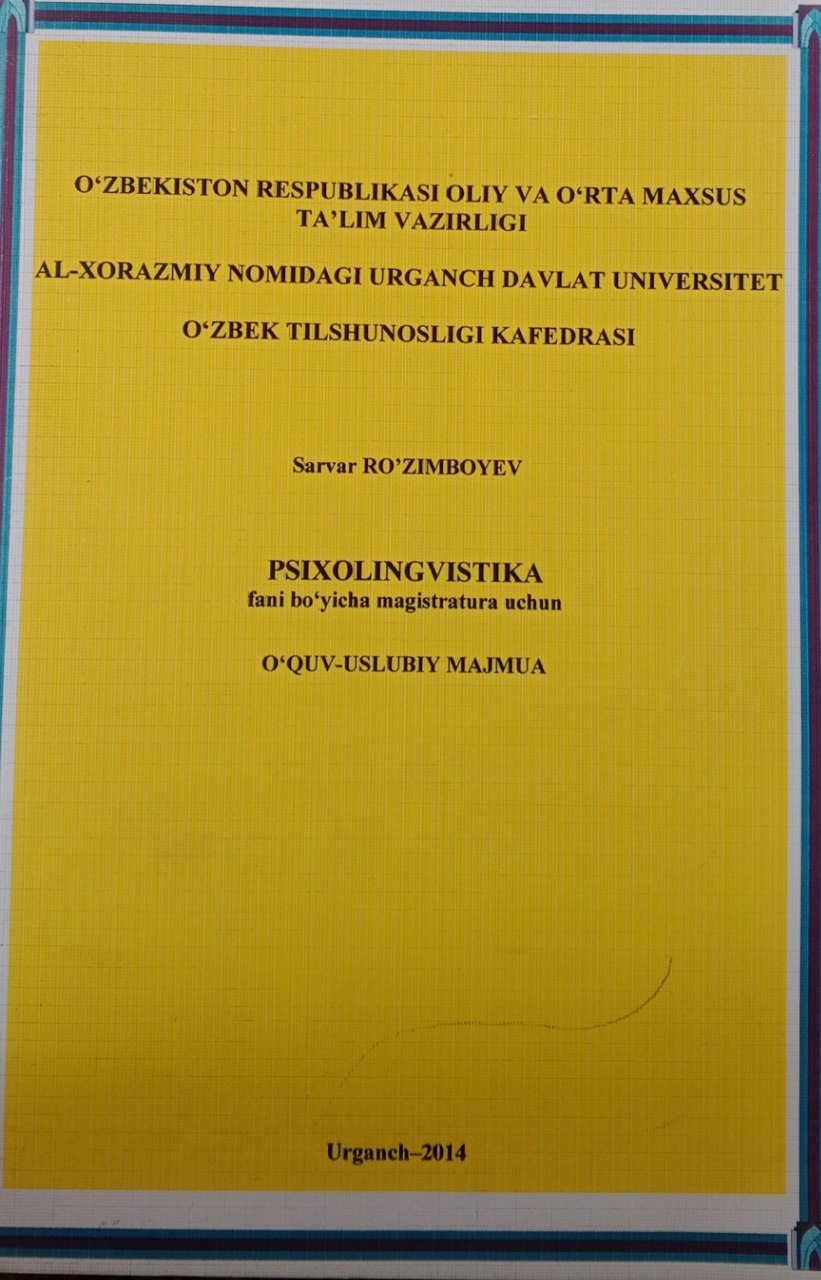 O‘ZBEKISTON RESPUBLIKASI OLIY VA O‘RTA MAXSUS
TA’LIM VAZIRLIGI
AL-XORAZMIY NOMIDAGI URGANCH DAVLAT UNIVERSITET
O‘ZBEK TILSHUNOSLIGI KAFEDRASI
Sarvar RO’ZIMBOYEV
PSIXOLINGVISTIKA
fani bo‘yicha magistratura uchun
O‘QUV-USLUBIY MAJMUA
Urganch–2014